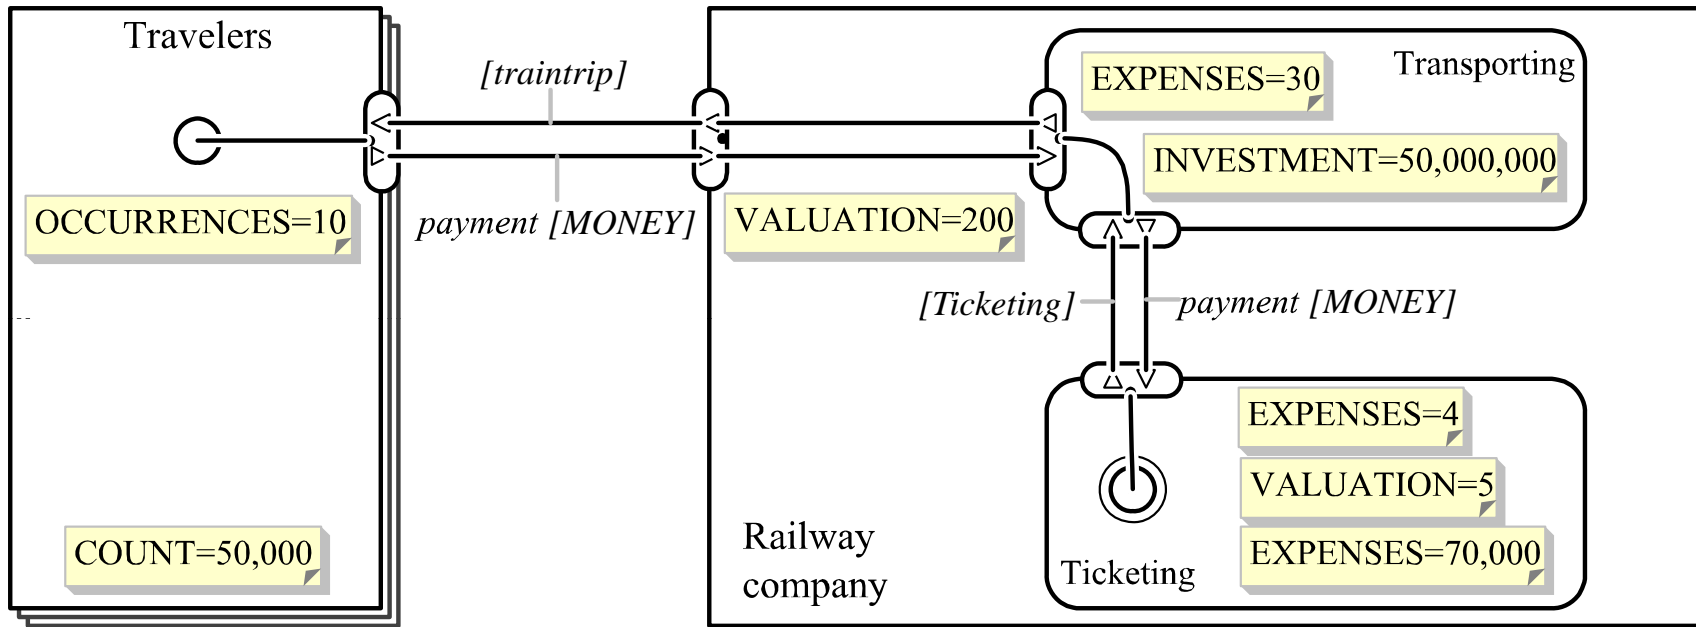 Travelers
OCCURRENCES=10
COUNT=50,000
[traintrip]
payment [MONEY]
VALUATION=200
EXPENSES=30
Transporting
INVESTMENT=50,000,000
[Ticketing]
payment [MONEY]
EXPENSES=4
VALUATION=5
EXPENSES=70,000
Ticketing
Railway
company